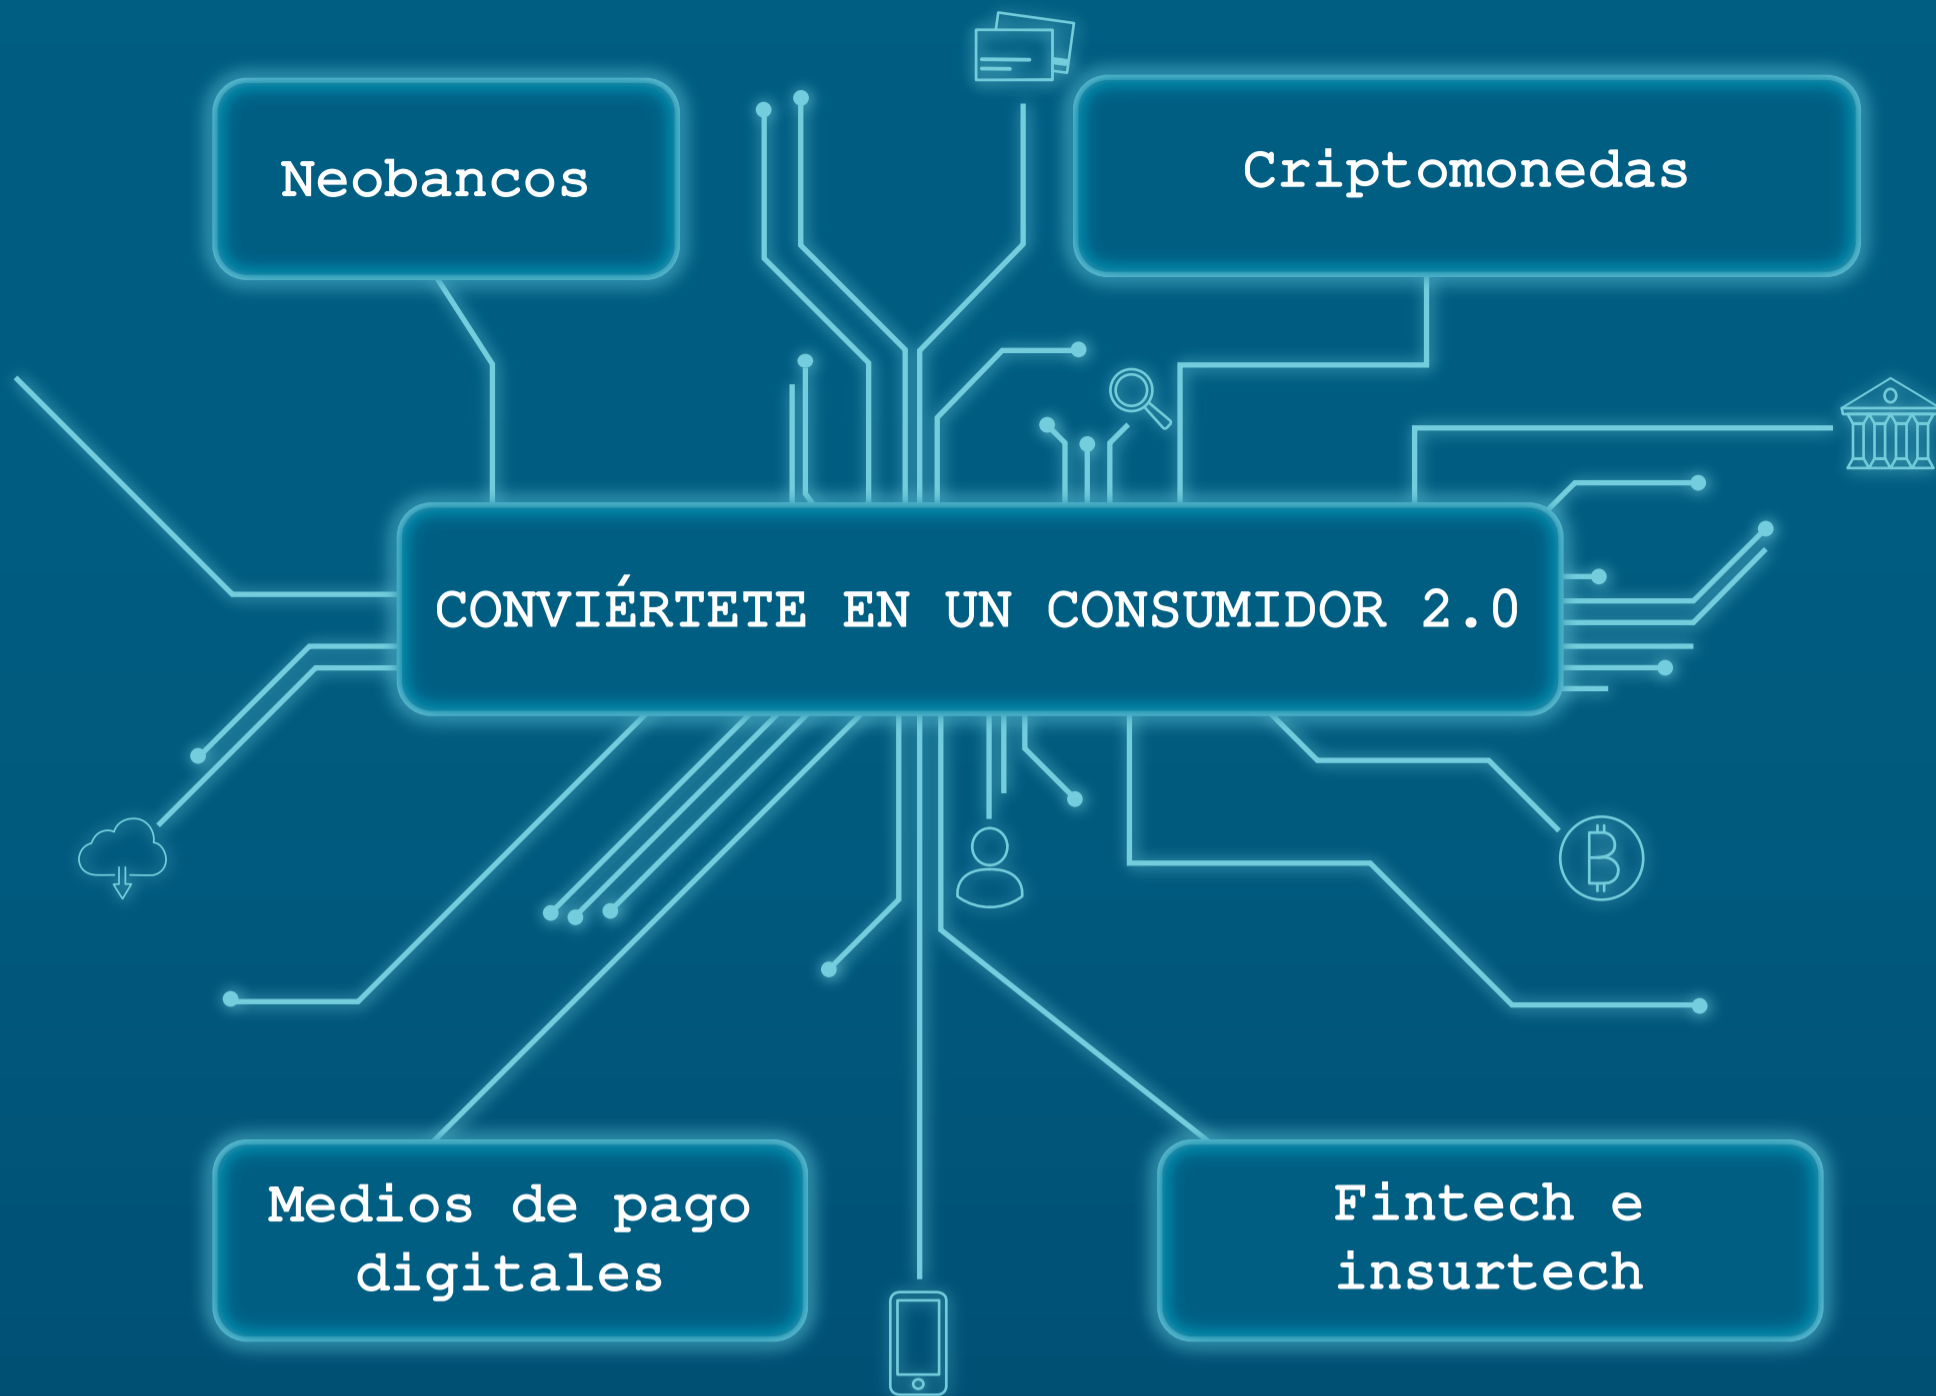 Neobancos
Criptomonedas
CONVIÉRTETE EN UN CONSUMIDOR 2.0
Medios de pago
digitales
Fintech e
insurtech